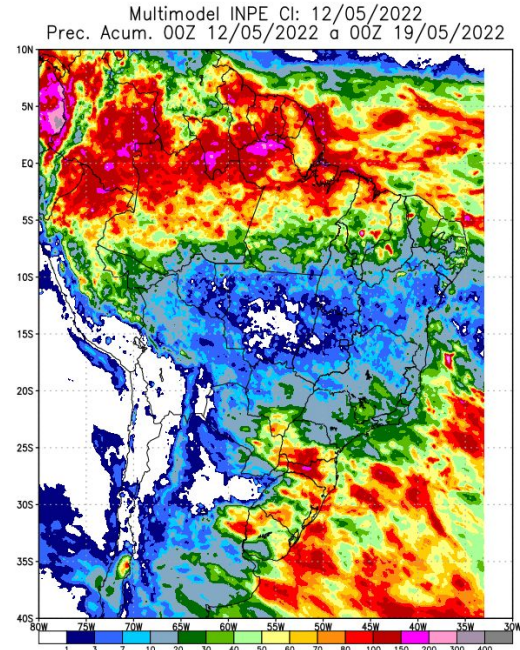 Multimodel INPE CI: 12/05/2022
Prec. Acum. 00Z 12/05/2022 a 00Z 19/05/2022
10N
5N
EQ
5S
10S
15S
20S
25S
30S
35S
40S
80W 75W 70W 65W 60W 55W 50W 45W 40W 35W 30W
1 3 7 10 20 30 40 50 60 70 80 100 150 200 300 400